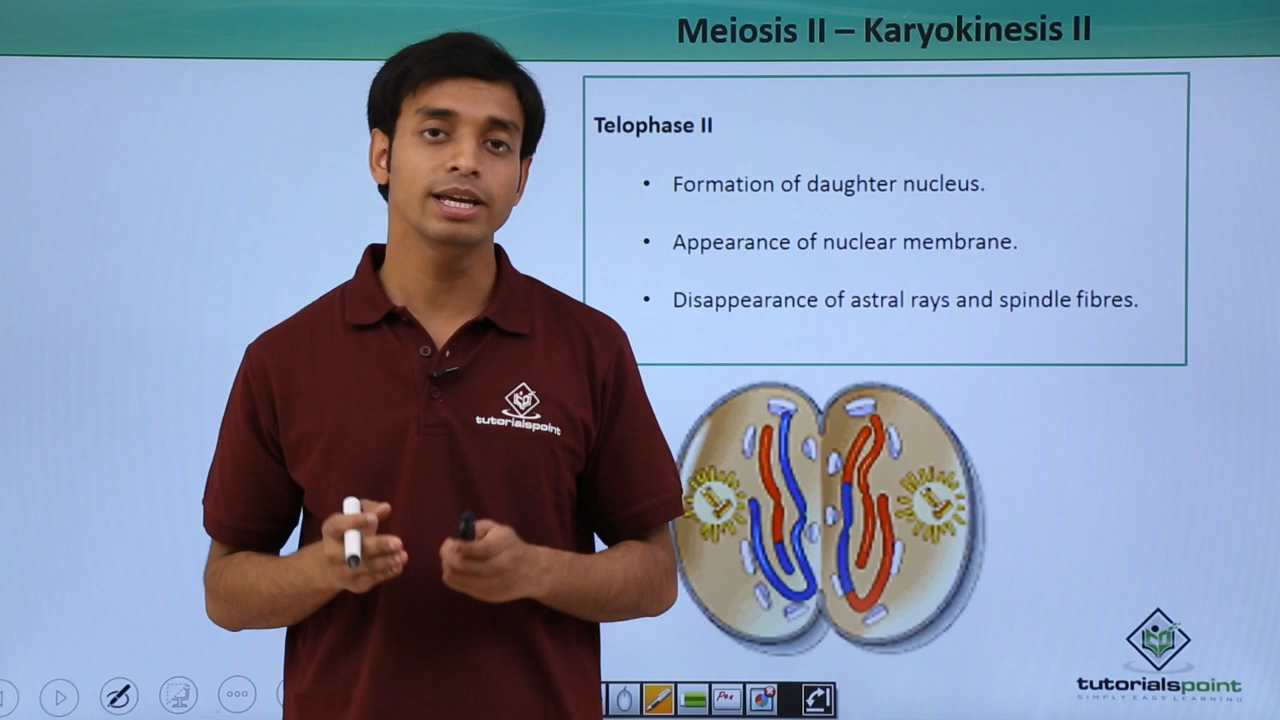 Meiosis II – Karyokinesis II
Telophase II
• Formation of daughter nucleus.
• Appearance of nuclear membrane.
• Disappearance of astral rays and spindle fibres.
tutorialspoint
Pen
tutorialspoint
SIMPLY EASY LEARNING